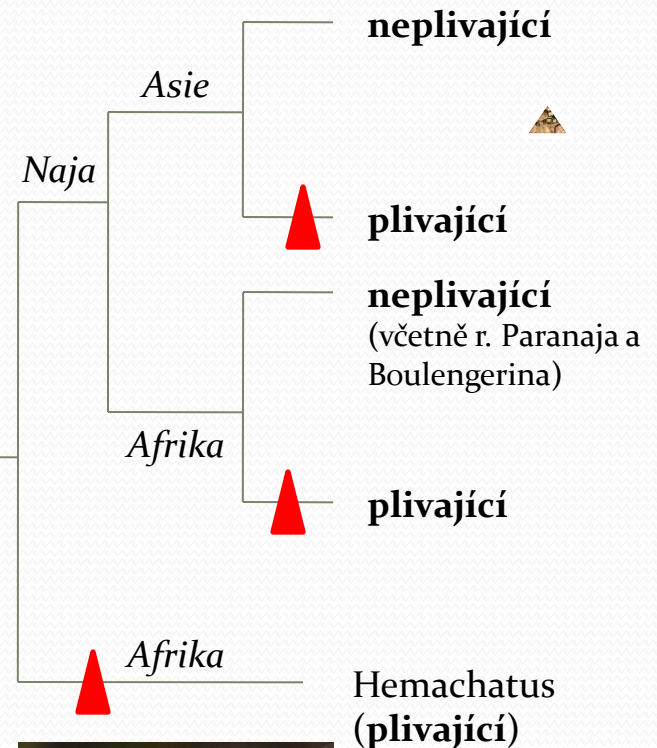 neplivající
Asie
Naja
plivající
neplivající
(včetně r. Paranaja a
Boulengerina)
Afrika
plivající
Afrika
Hemachatus
(plivající)